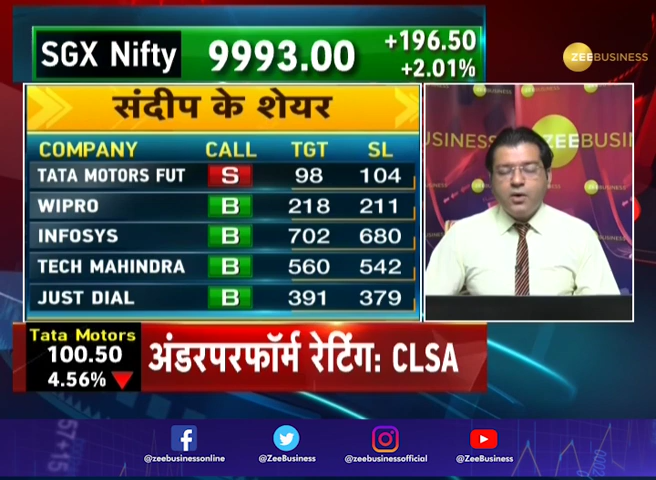 SGX Nifty
9993.00
+196.50
+2.01%
ZEEBUSINESS
संदीप के शेयर
COMPANY CALL TGT SL
TATA MOTORS FUT S 98 104
WIPRO B 218 211
INFOSYS B 702 680
TECH MAHINDRA B 560 542
JUST DIAL B 391 379
USINESS
ZEEBUSIN
Tata Motors
100.50
4.56%
अंडरपरफॉर्म रेटिंग: CLSA
@zeebusinessonline
@ZeeBusiness
@zeebusinessofficial
@ZeeBusiness